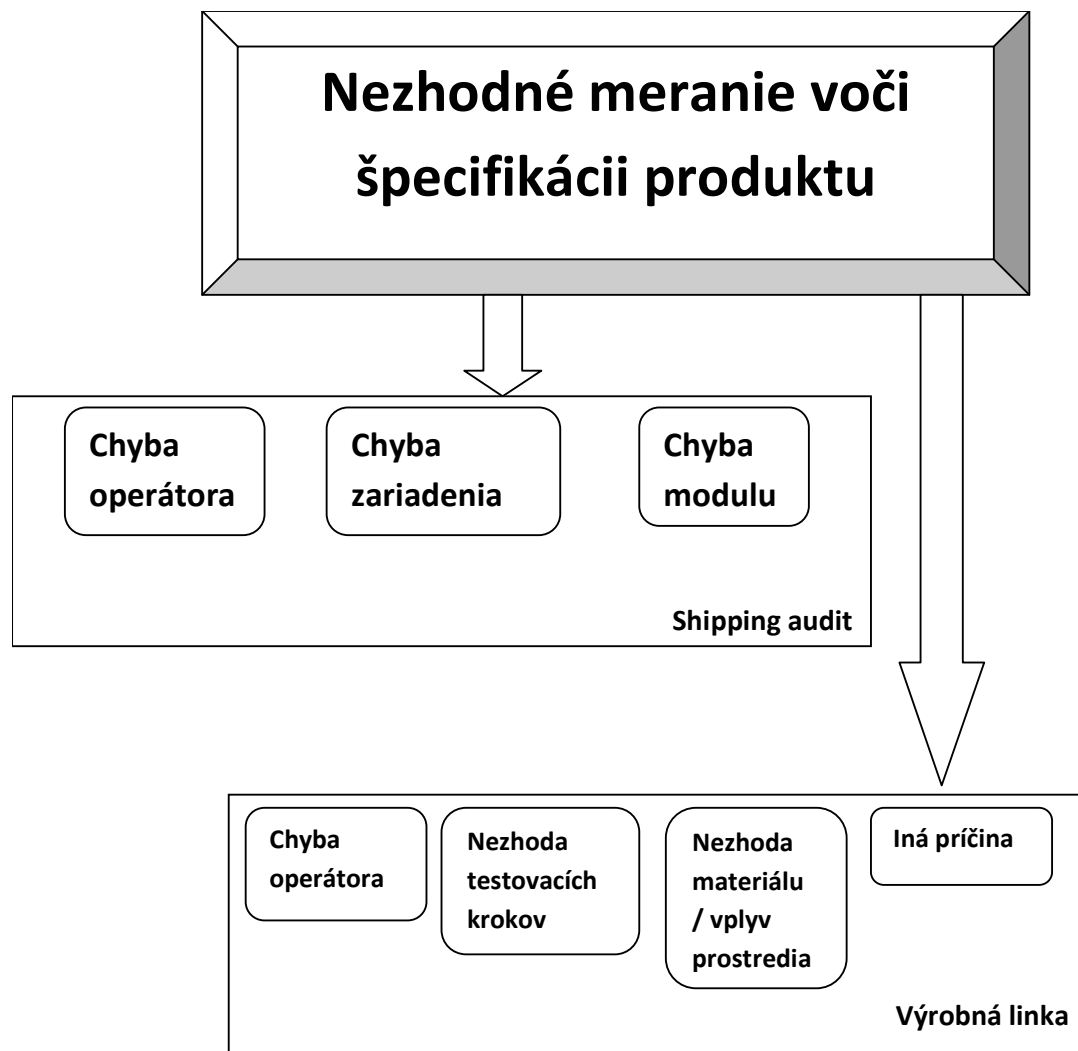 Nezhodné meranie voči
špecifikácii produktu
Chyba
operátora
Chyba
zariadenia
Chyba
modulu
Shipping audit
Chyba
operátora
Nezhoda
testovacích
krokov
Nezhoda
materiálu
/ vplyv
prostredia
Iná príčina
Výrobná linka